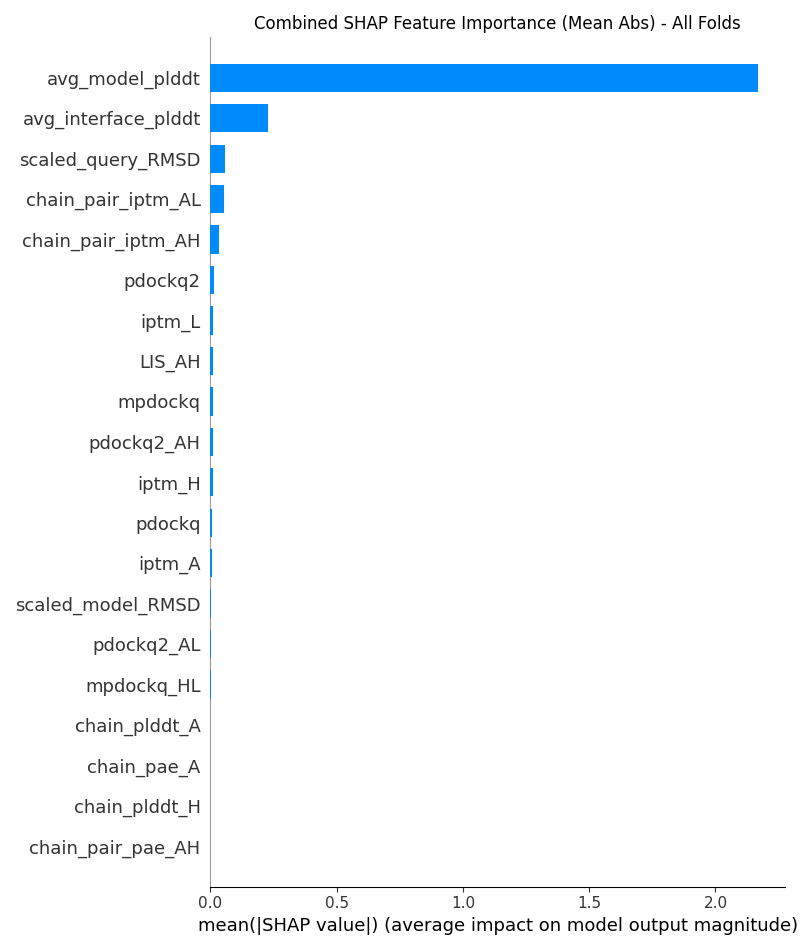 Combined SHAP Feature Importance (Mean Abs) - All Folds
avg_model_plddt
avg_interface_plddt
scaled_query_RMSD
chain_pair_iptm_AL
chain_pair_iptm_AH
pdockq2
iptm_L
LIS_AH
mpdockq
pdockq2_AH
iptm_H
pdockq
iptm_A
scaled_model_RMSD
pdockq2_AL
mpdockq_HL
chain_plddt_A
chain_pae_A
chain_plddt_H
chain_pair_pae_AH
0.0 0.5 1.0 1.5 2.0
mean(|SHAP value|) (average impact on model output magnitude)